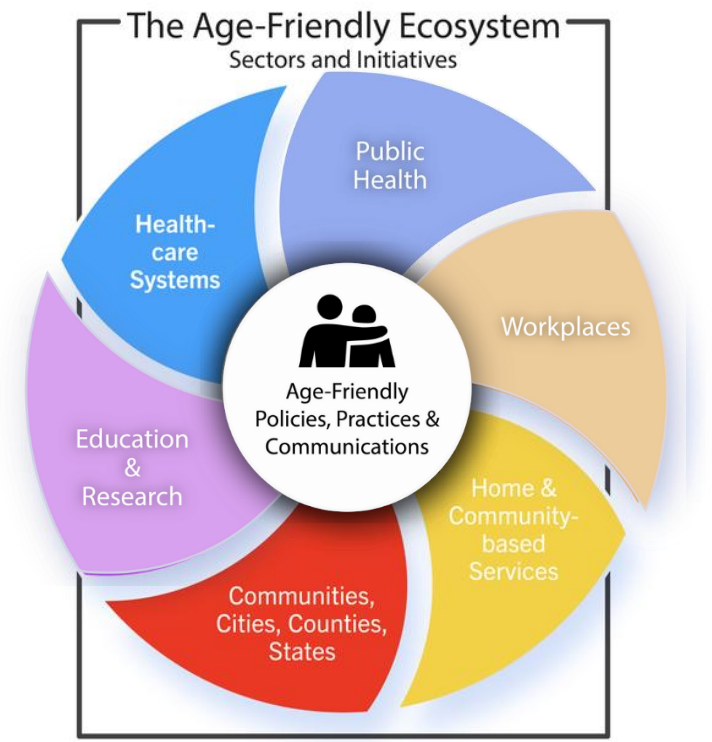 The Age-Friendly Ecosystem
Sectors and Initiatives
Public
Health
Workplaces
Home &
Community-
based
Services
Communities,
Cities, Counties,
States
Education
&
Research
Health-
care
Systems
Age-Friendly
Policies, Practices &
Communications